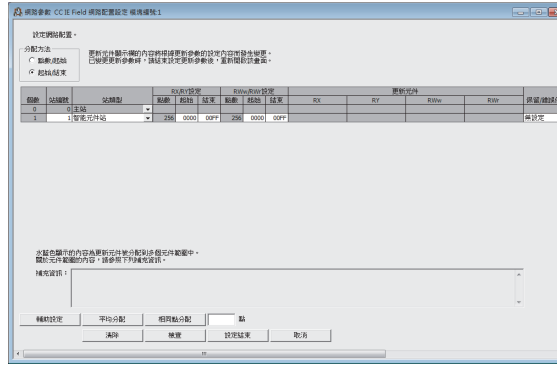 網路參數 CC IE Field 網路配置設定 模塊編號:1
設定網路配置。
分配方法
點數/起始
起始/結束
更新元件顯示欄的內容將根據更新參數的設定內容而發生變更。
已變更更新參數時，請結束設定更新參數後，重新開啟該畫面。
個數 站編號 站類型 RX/RY設定 RWw/RWr設定 更新元件
點數 起始 結束 點數 起始 結束 RX RY RWw RWr
0 0 主站
1 1 智能元件站 256 0000 00FF 256 0000 00FF 無設定
水藍色顯示的內容為更新元件被分配到多個元件範圍中。
關於元件範圍的內容，請參照下列補充資訊。
補充資訊：
輔助設定 平均分配 相同點分配 點
清除 檢查 設定結束 取消